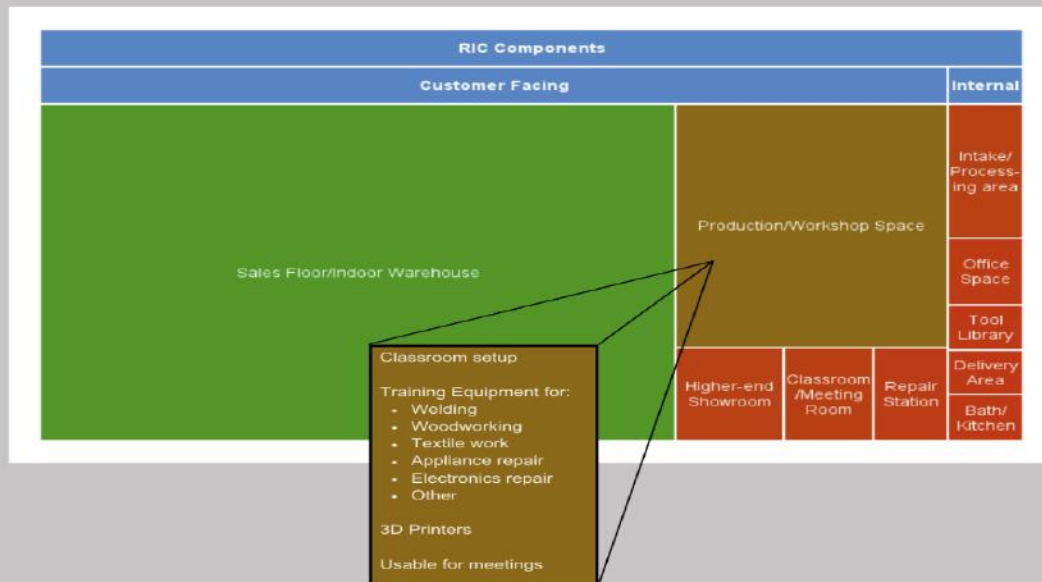 RIC Components
Customer Facing
Internal
Sales Floor/Indoor Warehouse
Production/Workshop Space
Intake/
Process-
ing area
Office
Space
Tool
Library
Delivery
Area
Bath/
Kitchen
Higher-end
Showroom
Classroom
/Meeting
Room
Repair
Station
Classroom setup
Training Equipment for:
• Welding
• Woodworking
• Textile work
• Appliance repair
• Electronics repair
• Other
3D Printers
Usable for meetings